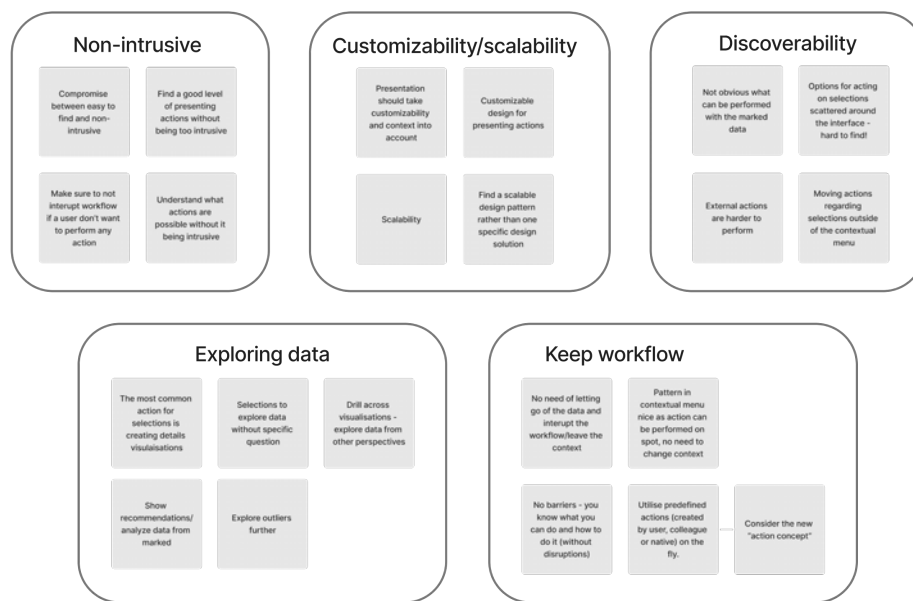 Non-intrusive
Compromise
between easy to
find and non-
intrusive
Find a good level
of presenting
actions without
being too intrusive
Make sure to not
interupt workflow
if a user don't want
to perform any
action
Understand what
actions are
possible without it
being intrusive
Customizability/scalability
Presentation
should take
customizability
and context into
account
Customizable
design for
presenting actions
Scalability
Find a scalable
design pattern
rather than one
specific design
solution
Discoverability
Not obvious what
can be performed
with the marked
data
Options for acting
on selections
scattered around
the interface -
hard to find!
External actions
are harder to
perform
Moving actions
regarding
selections outside
of the contextual
menu
Exploring data
The most common
action for
selections is
creating details
visulaisations
Selections to
explore data
without specific
question
Drill across
visualisations -
explore data from
other perspectives
Show
recommendations/
analyze data from
marked
Explore outliers
further
Keep workflow
No need of letting
go of the data and
interupt the
workflow/leave the
context
Pattern in
contextual menu
nice as action can
be performed on
spot, no need to
change context
No barriers - you
know what you
can do and how to
do it (without
disruptions)
Utilise predefined
actions (created
by user, colleague
or native) on the
fly.
Consider the new
"action concept"